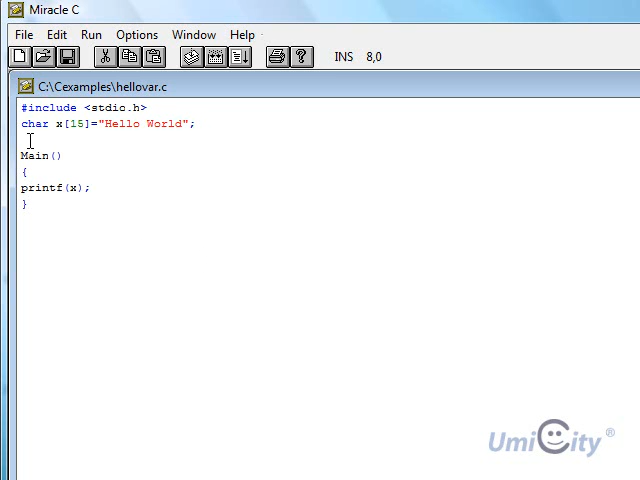 Miracle C
File Edit Run Options Window Help
INS 8,0
C:\Cexamples\hellovar.c
#include <stdio.h>
char x[15]="Hello World";
Main()
{
printf(x);
}
UmiCity ®